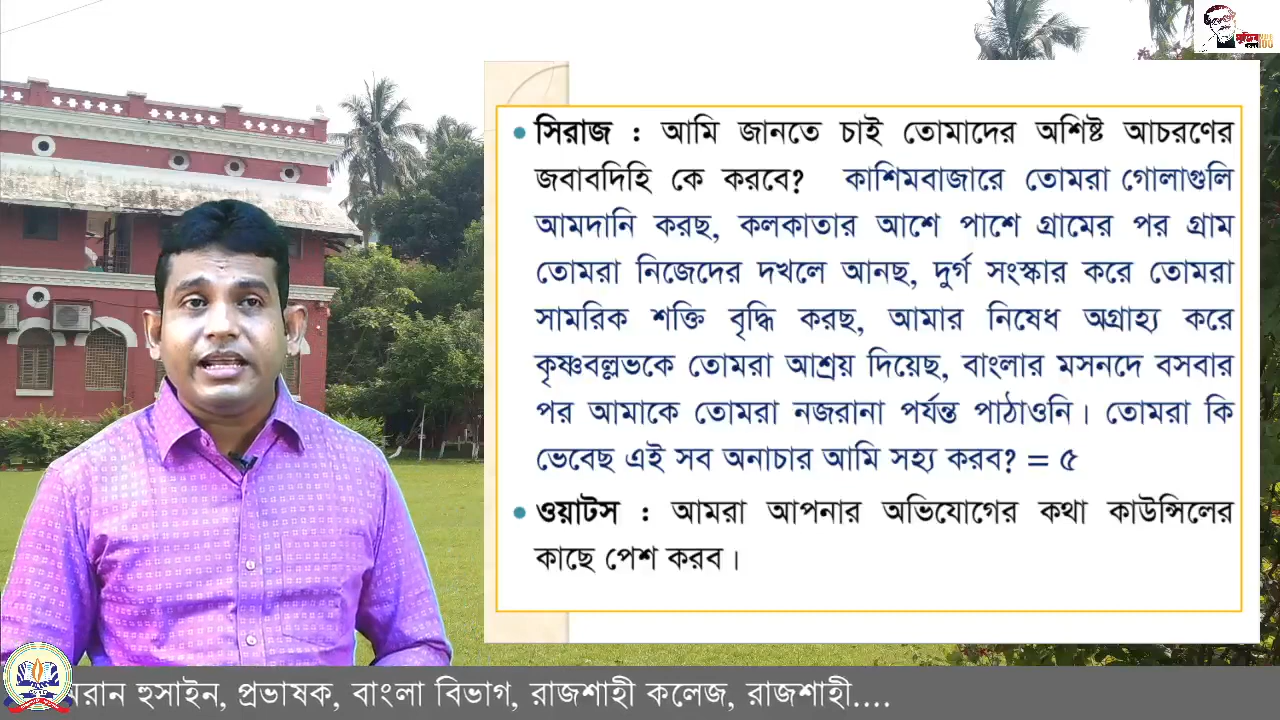 সিরাজ : আমি জানতে চাই তোমাদের অশিষ্ট আচরণের
জবাবদিহি কে করবে? কাশিমবাজারে তোমরা গোলাগুলি
আমদানি করছ, কলকাতার আশে পাশে গ্রামের পর গ্রাম
তোমরা নিজেদের দখলে আনছ, দুর্গ সংস্কার করে তোমরা
সামরিক শক্তি বৃদ্ধি করছ, আমার নিষেধ অগ্রাহ্য করে
কৃষ্ণবল্লভকে তোমরা আশ্রয় দিয়েছ, বাংলার মসনদে বসবার
পর আমাকে তোমরা নজরানা পর্যন্ত পাঠাওনি। তোমরা কি
ভেবেছ এই সব অনাচার আমি সহ্য করব? = ৫
ওয়াটস : আমরা আপনার অভিযোগের কথা কাউন্সিলের
কাছে পেশ করব।
হুসাইন, প্রভাষক, বাংলা বিভাগ, রাজশাহী কলেজ, রাজশাহী....